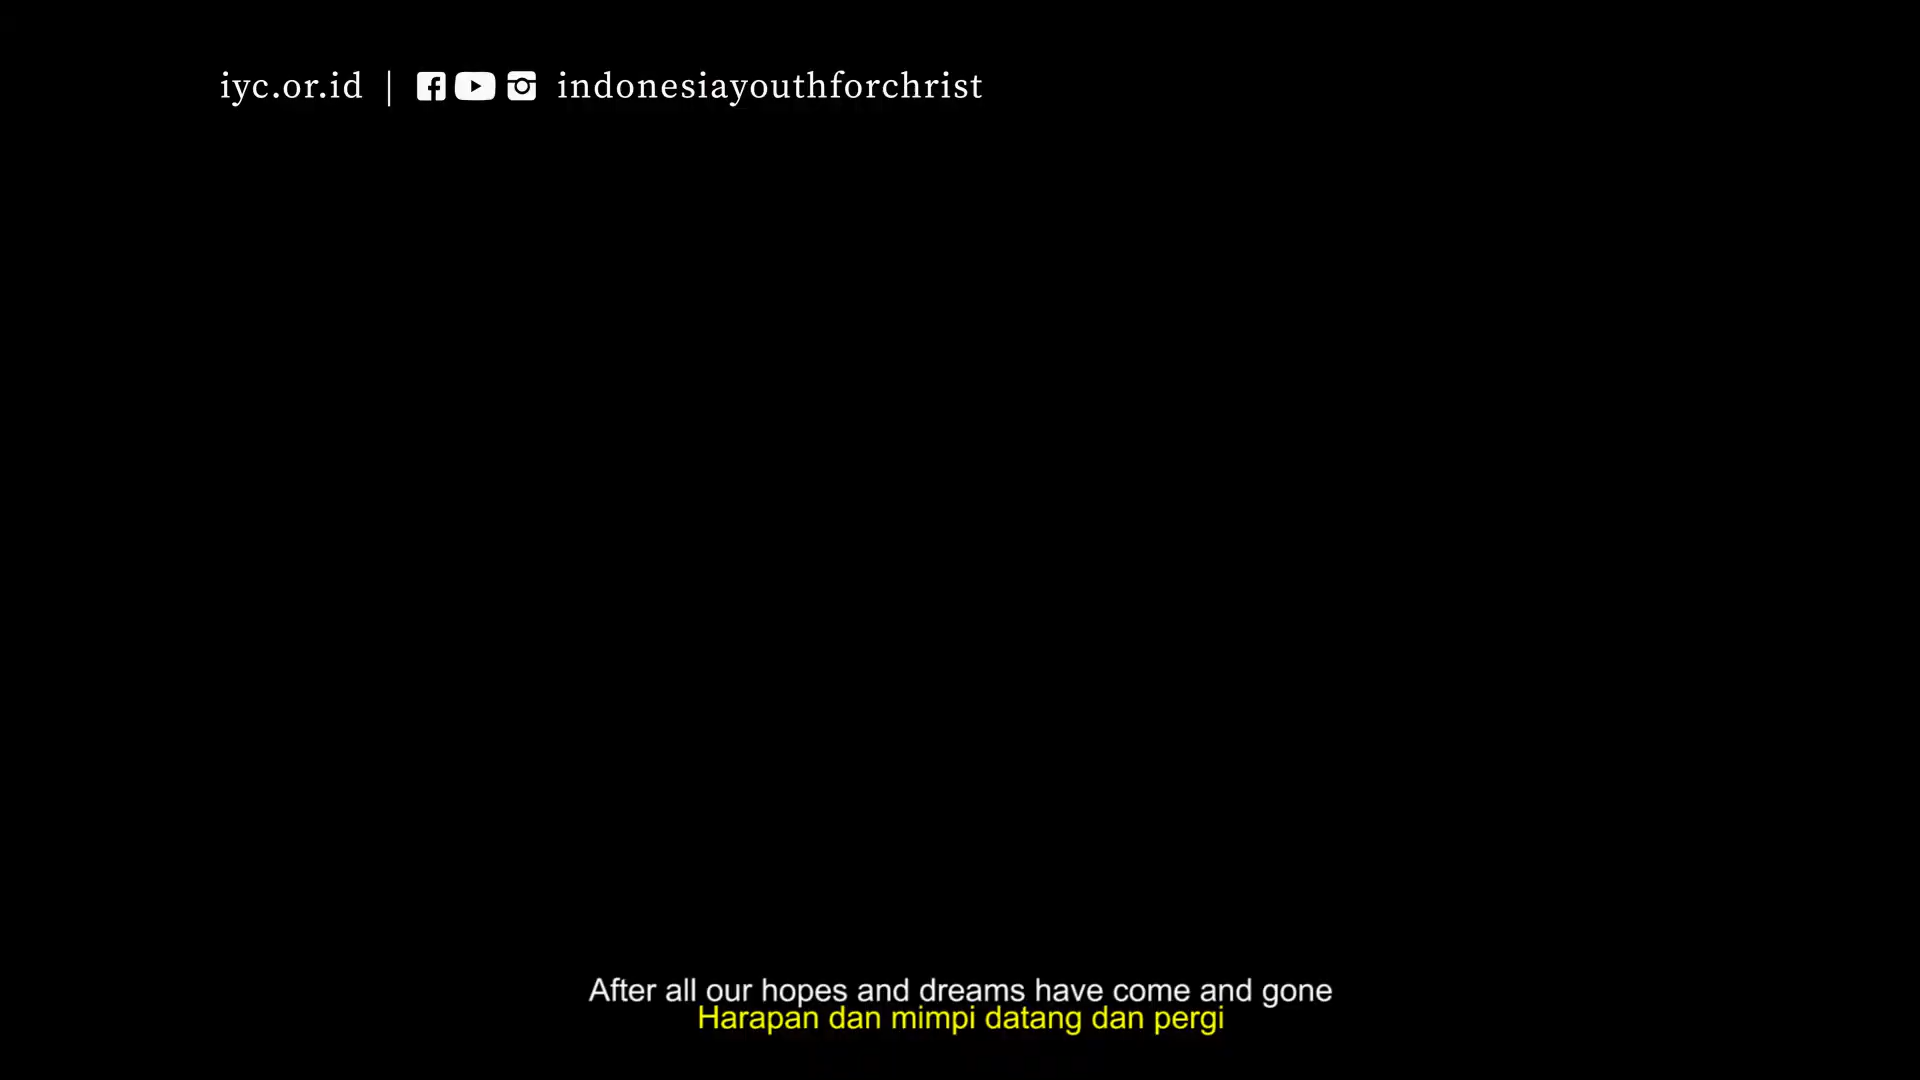 iyc.or.id | indonesiayouthforchrist
After all our hopes and dreams have come and gone
Harapan dan mimpi datang dan pergi